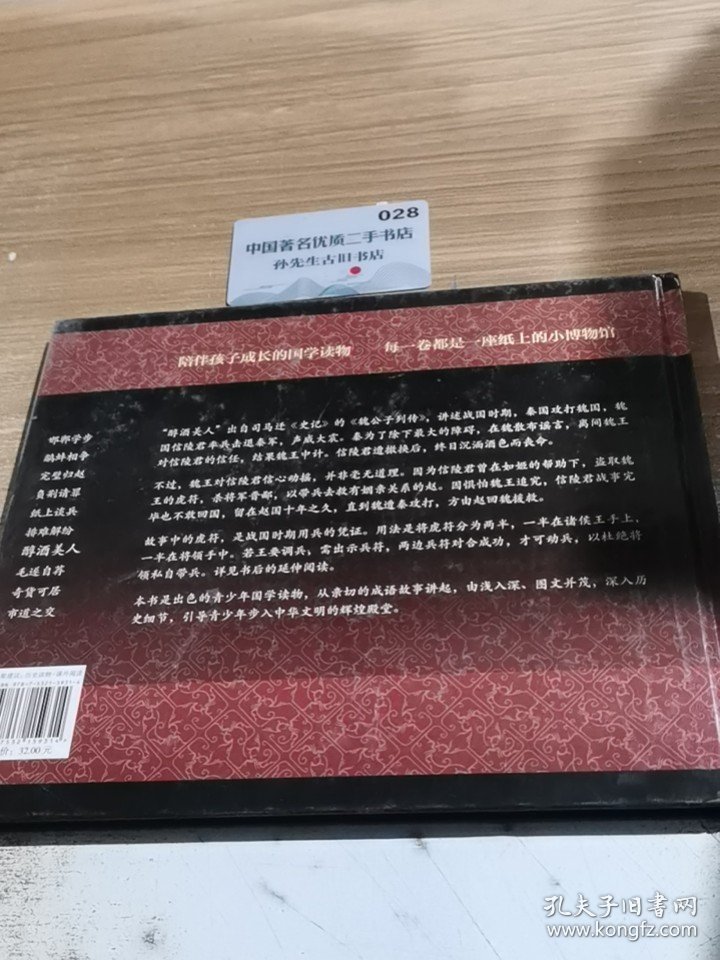 028
中国著名优质二手书店
孙先生古旧书店
陪伴孩子成长的国学读物 每一卷都是一座纸上的小博物馆
邯郸学步
鹬蚌相争
完璧归赵
负荆请罪
纸上谈兵
排难解纷
醇酒美人
毛遂自荐
奇货可居
市道之交
“醇酒美人”出自司马迁《史记》的《魏公子列传》，讲述战国时期，秦国攻打魏国，魏
国信陵君率兵击退秦军，声威大震。秦为了除下最大的障碍，在魏散布谣言，离间魏王
对信陵君的信任，结果魏王中计。信陵君遭撤换后，终日沉湎酒色而丧命。
不过，魏王对信陵君信心动摇，并非毫无道理。因为信陵君曾在如姬的帮助下，盗取魏
王的虎符，杀将军晋鄙，以带兵去救有姻亲关系的赵。因惧怕魏王追究，信陵君战事完
毕也不敢回国，留在赵国十年之久，直到魏遭秦攻打，方由赵回魏援救。
故事中的虎符，是战国时期用兵的凭证。用法是将虎符分为两半，一半在诸侯王手上，
一半在将领手中。若王要调兵，需出示兵符，两边兵符对合成功，才可动兵，以杜绝将
领私自带兵。详见书后的延伸阅读。
本书是出色的青少年国学读物，从亲切的成语故事讲起，由浅入深、图文并茂，深入历
史细节，引导青少年步入中华文明的辉煌殿堂。
建议：历史读物·课外阅读
价：32.00元
孔夫子旧书网
www.kongfz.com